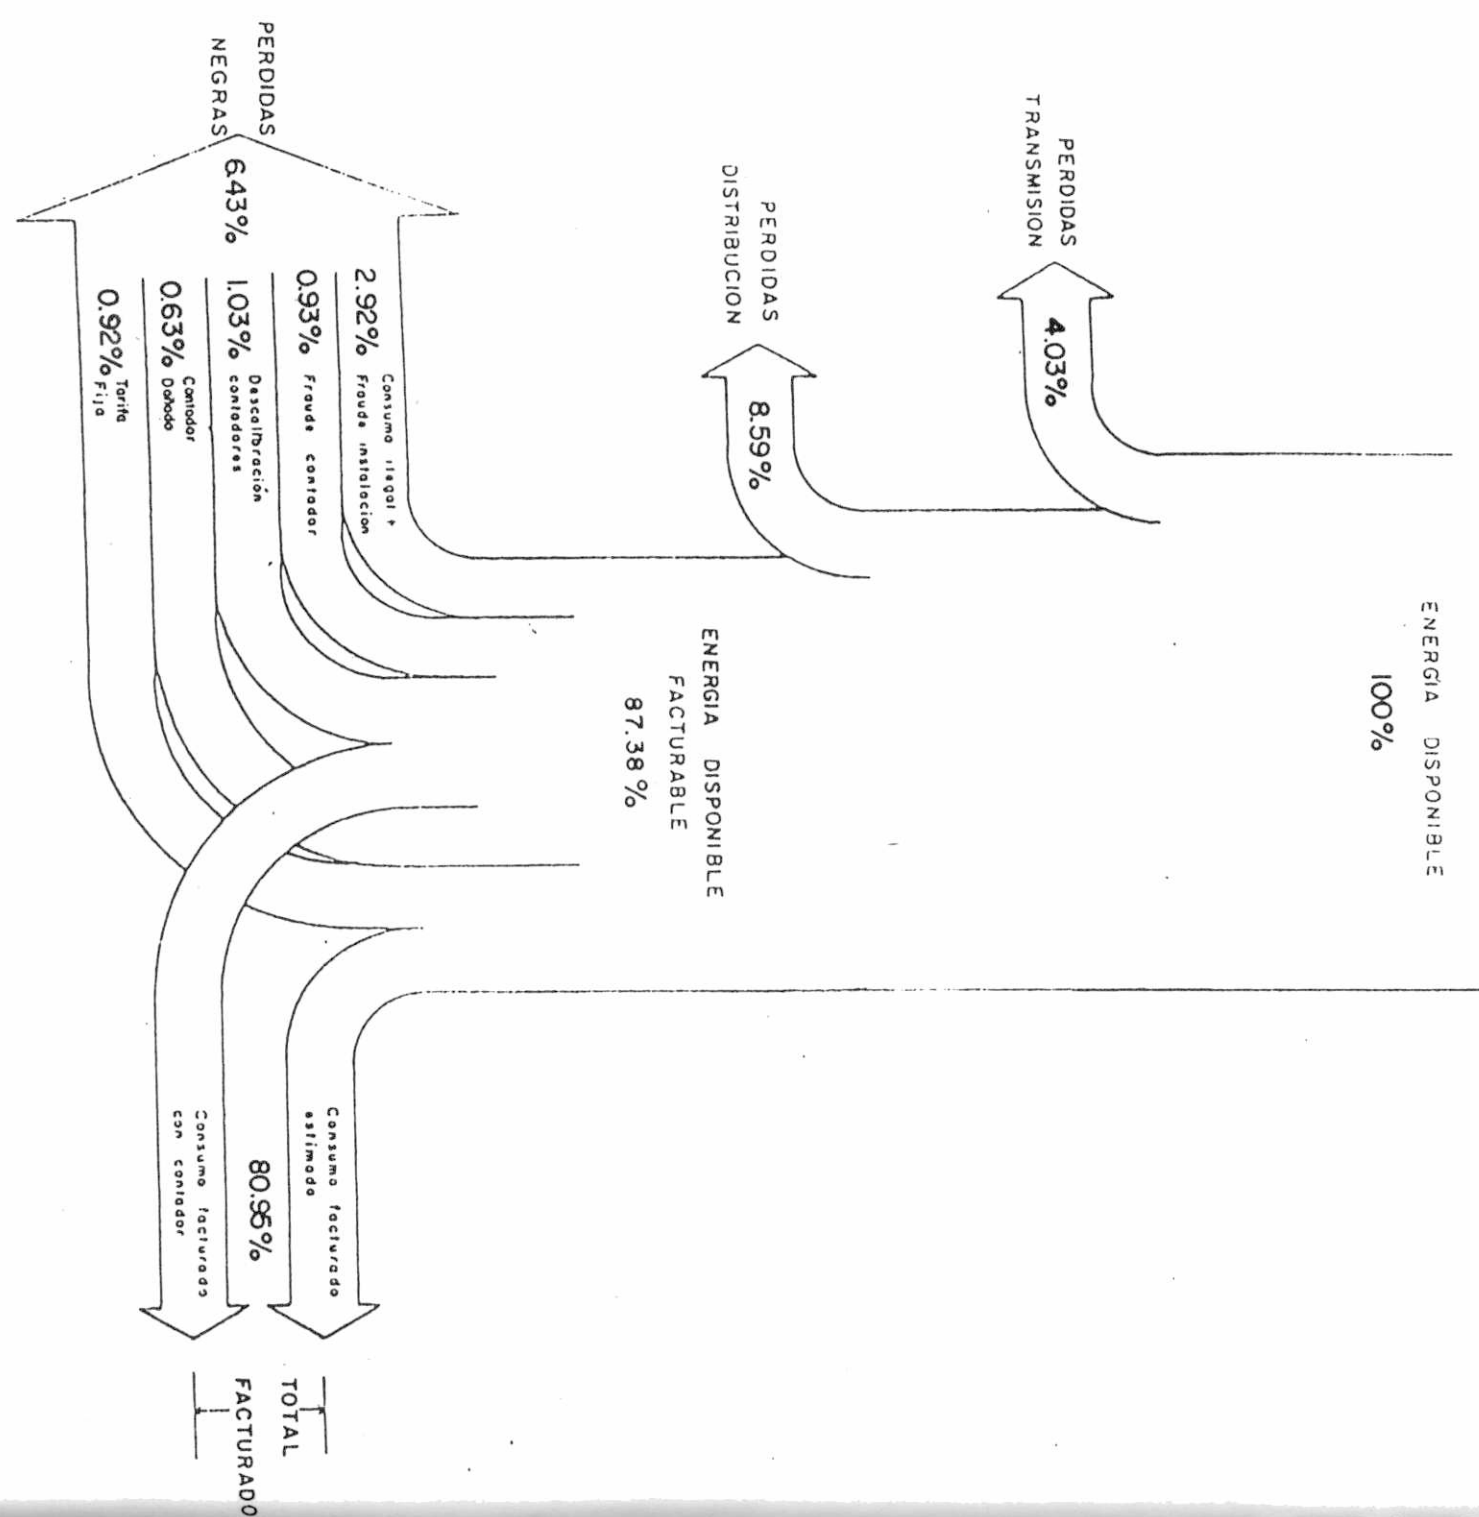 ENERGIA DISPONIBLE
100%
PERDIDAS
TRANSMISION
4.03%
PERDIDAS
DISTRIBUCION
8.59%
ENERGIA DISPONIBLE
FACTURABLE
87.38%
PERDIDAS
NEGRAS
6.43%
Consumo ilegal +
2.92% Fraude instalacion
0.93% Fraude contador
Descalibración
1.03% contadores
Contador
0.63% Dañado
Tarifa
0.92% Fija
Consumo facturado
estimado
80.95%
Consumo facturado
con contador
TOTAL
FACTURADO